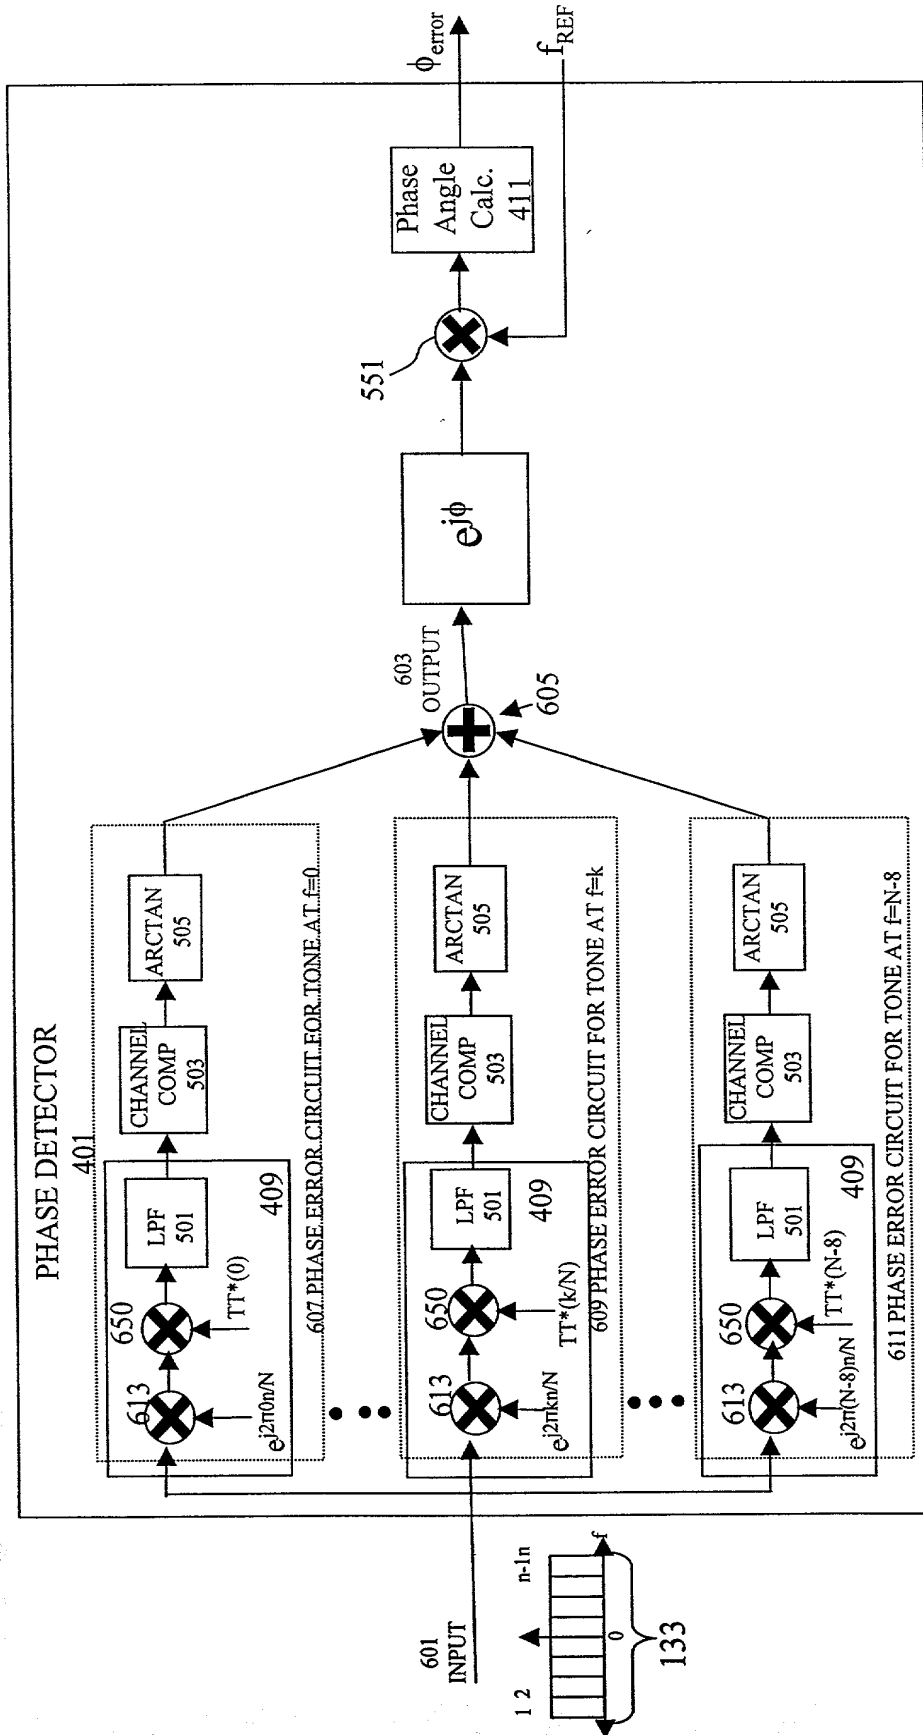 PHASE DETECTOR
401
601
INPUT
1 2
n-1n
0
f
133
613
e^j2π0n/N
650
TT*(0)
LPF
501
409
CHANNEL
COMP
503
ARCTAN
505
607 PHASE ERROR CIRCUIT FOR TONE AT f=0
613
e^j2πkn/N
650
TT*(k/N)
LPF
501
409
CHANNEL
COMP
503
ARCTAN
505
609 PHASE ERROR CIRCUIT FOR TONE AT f=k
613
e^j2π(N-8)n/N
650
TT*(N-8)
LPF
501
409
CHANNEL
COMP
503
ARCTAN
505
611 PHASE ERROR CIRCUIT FOR TONE AT f=N-8
603
OUTPUT
605
e^jϕ
551
Phase
Angle
Calc.
411
ϕ_error
f_REF